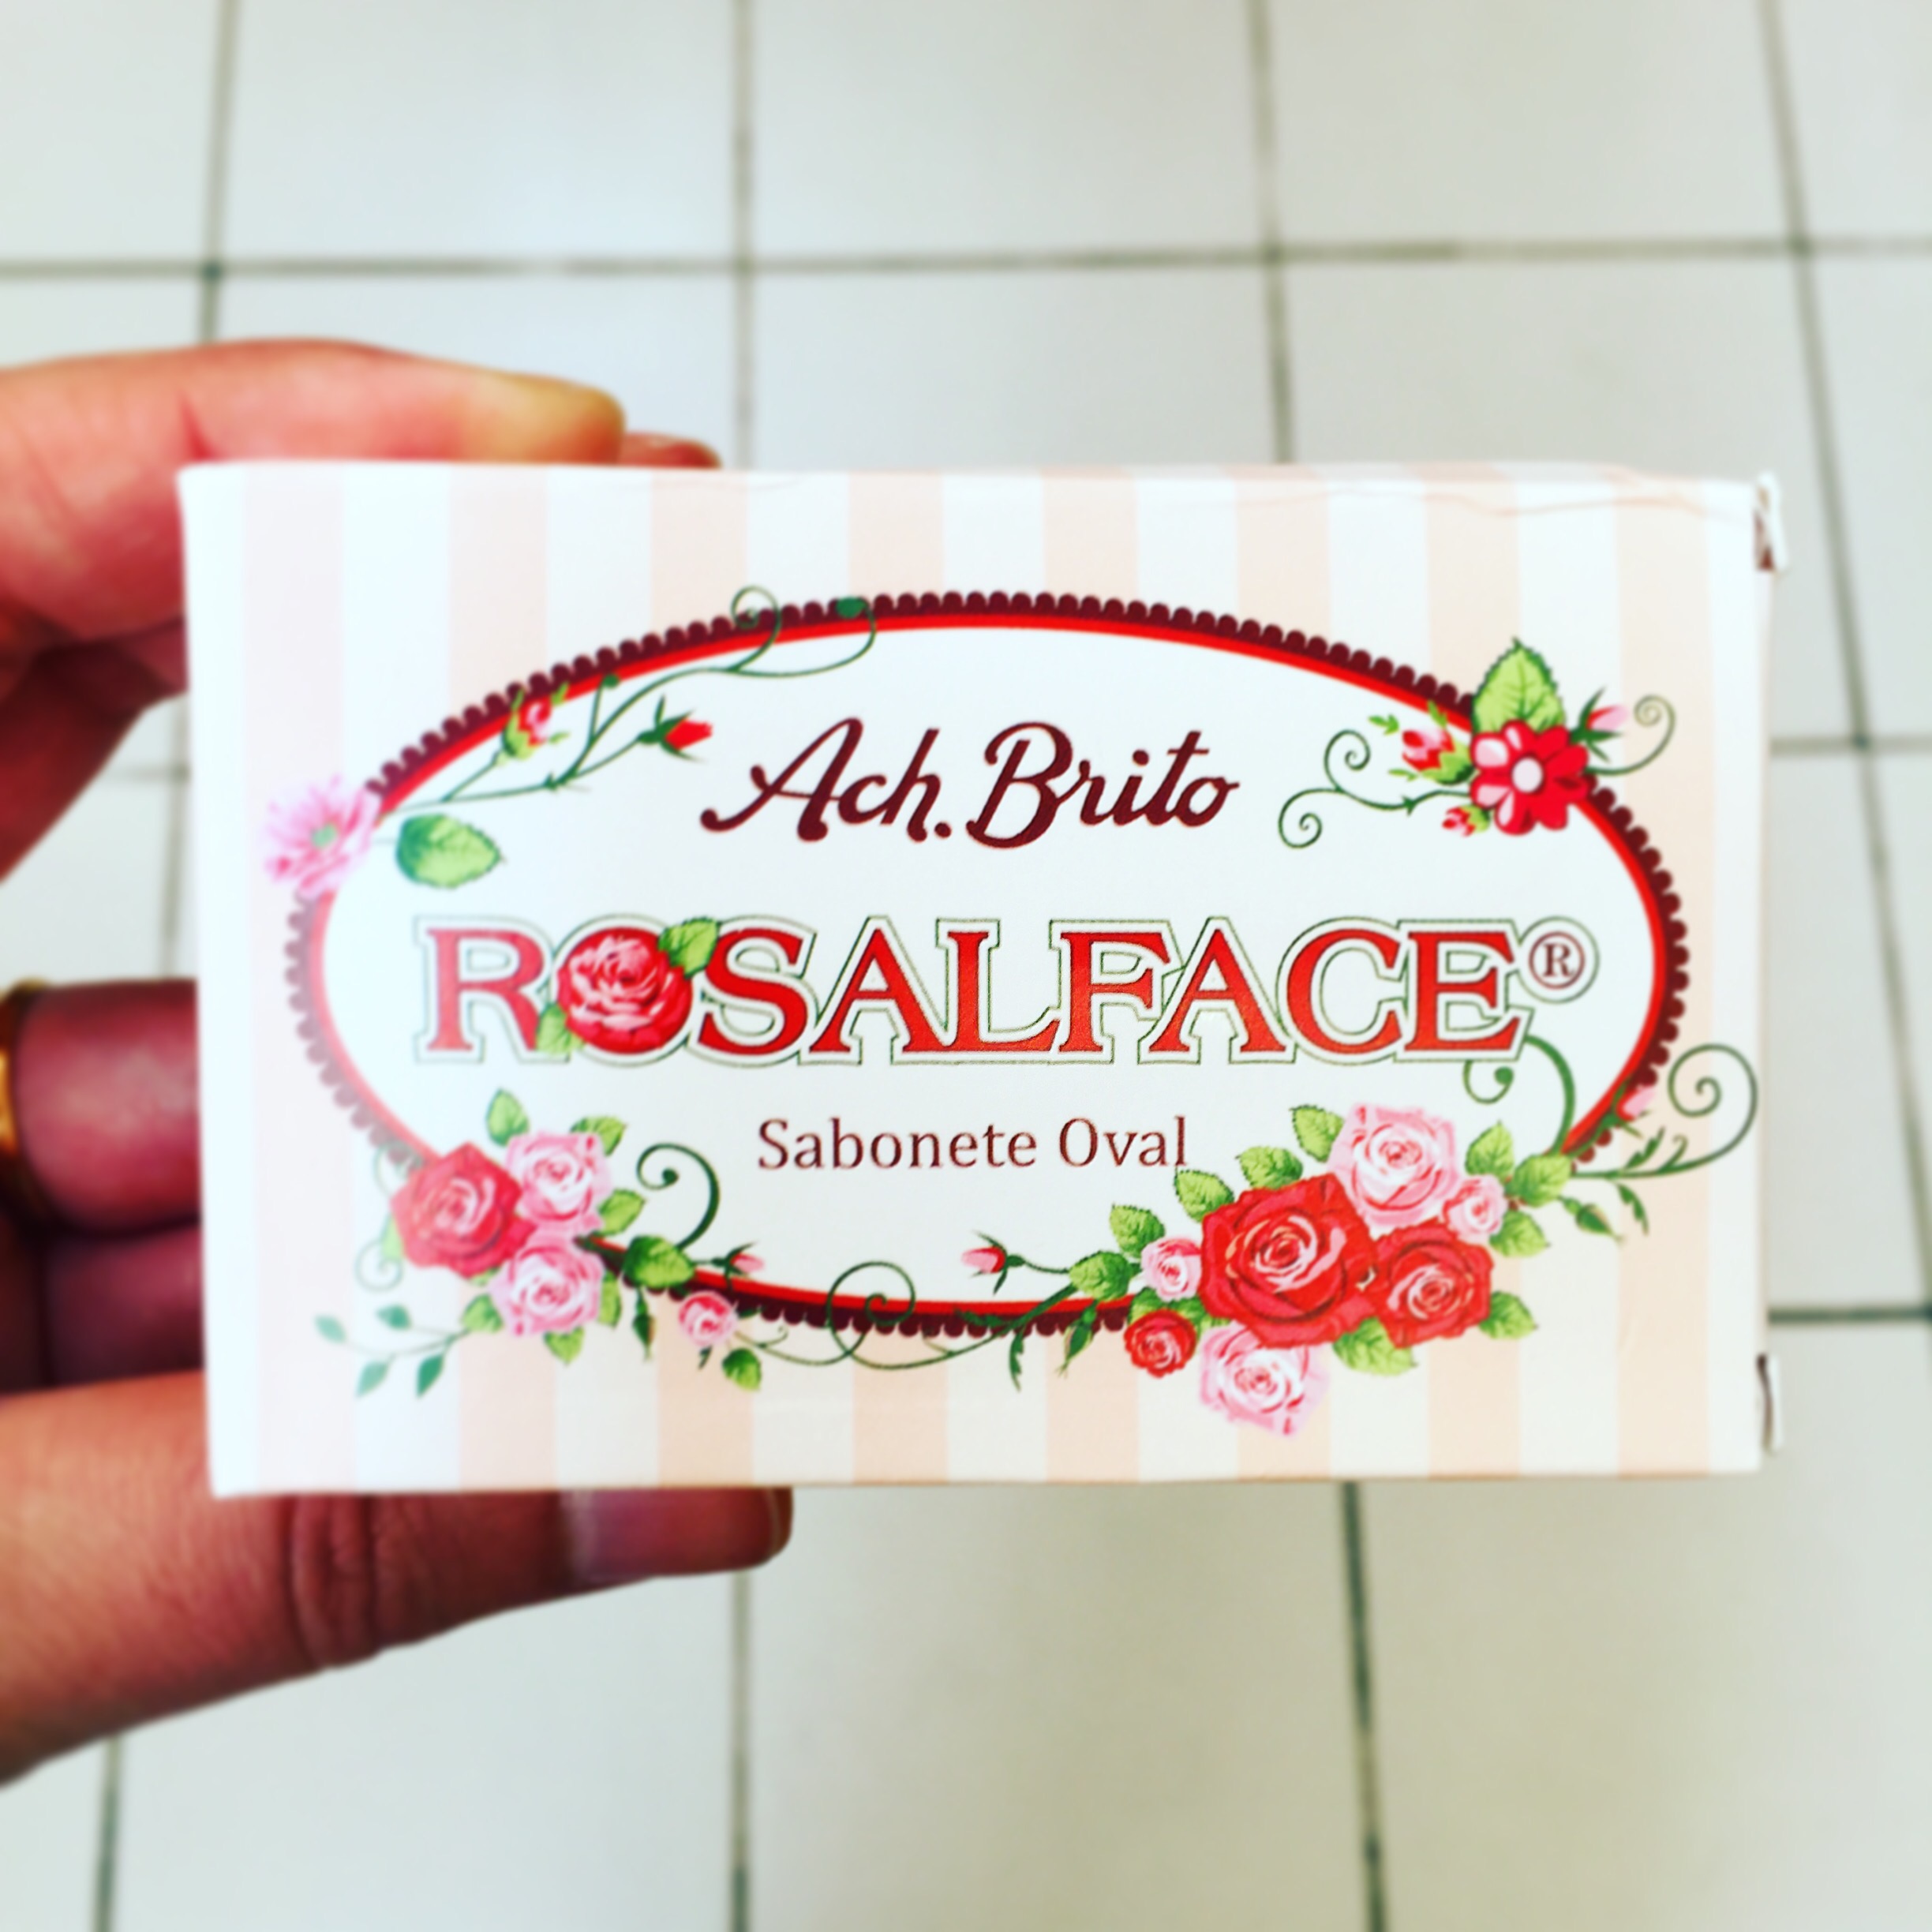 Ach. Brito
ROSALFACE®
Sabonete Oval